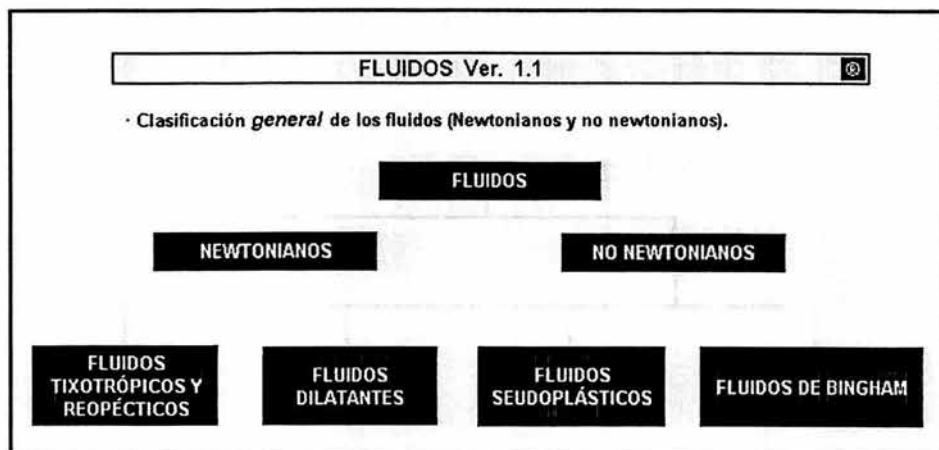 FLUIDOS Ver. 1.1
· Clasificación general de los fluidos (Newtonianos y no newtonianos).
FLUIDOS
NEWTONIANOS
NO NEWTONIANOS
FLUIDOS
TIXOTRÓPICOS Y
REOPÉCTICOS
FLUIDOS
DILATANTES
FLUIDOS
SEUDOPLÁSTICOS
FLUIDOS DE BINGHAM